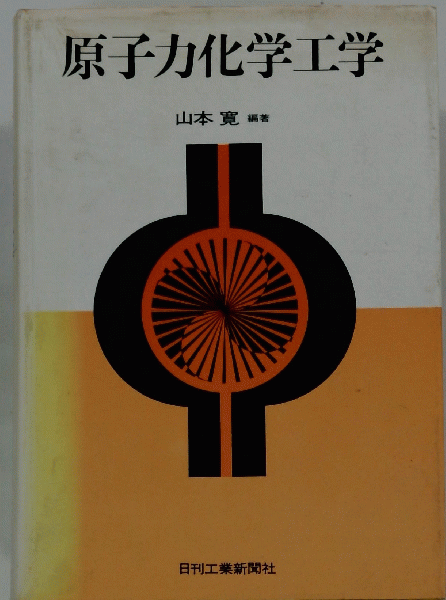 原子力化学工学
山本 寛 編著
日刊工業新聞社